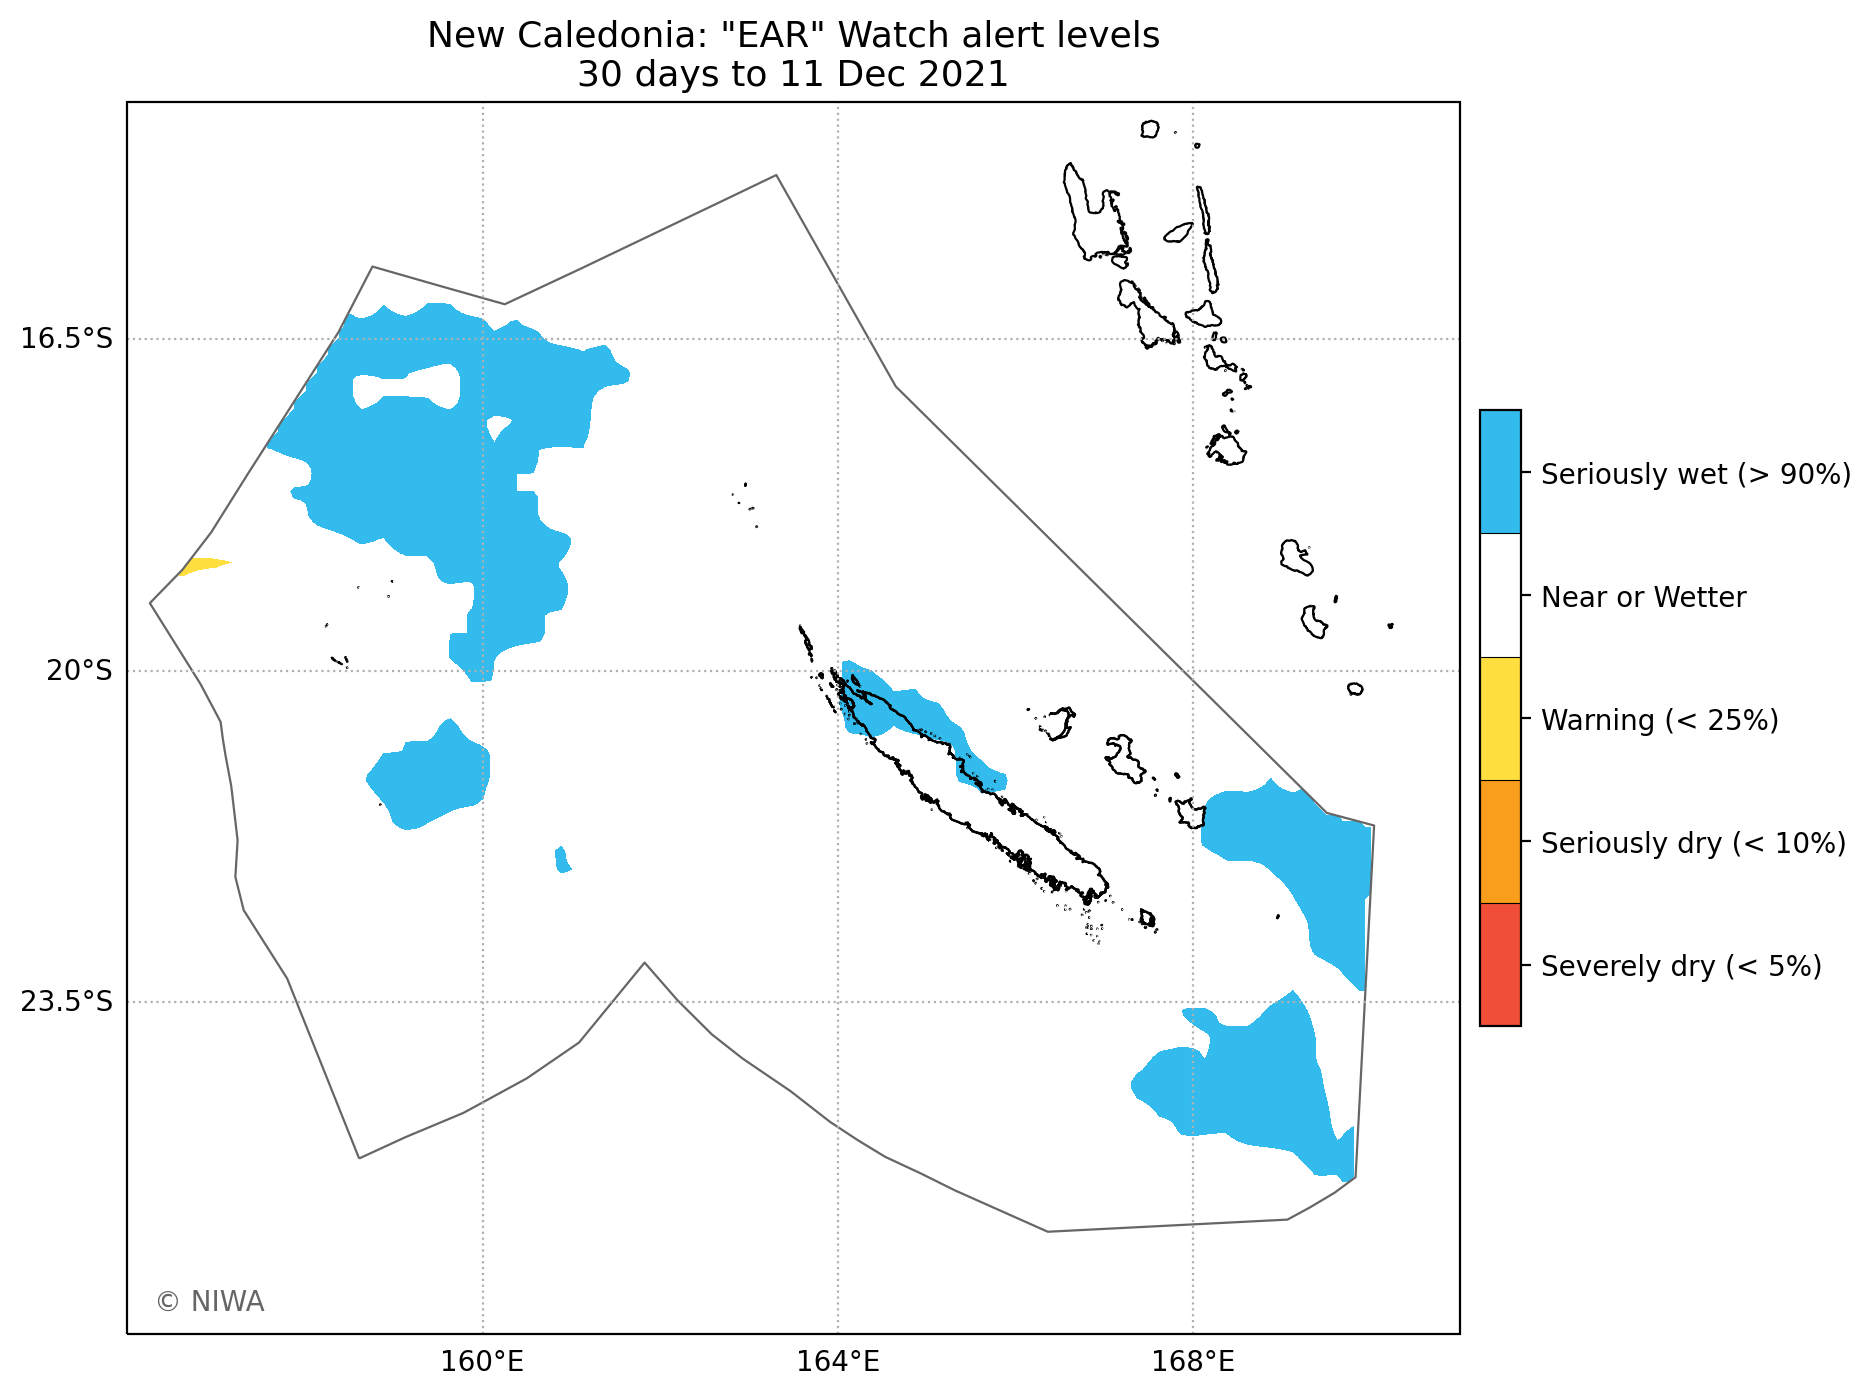 New Caledonia: "EAR" Watch alert levels
30 days to 11 Dec 2021
16.5°S
20°S
23.5°S
160°E
164°E
168°E
© NIWA
Seriously wet (> 90%)
Near or Wetter
Warning (< 25%)
Seriously dry (< 10%)
Severely dry (< 5%)